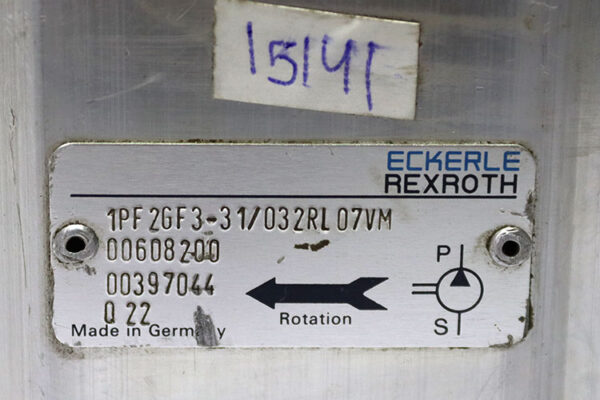 15141
ECKERLE
REXROTH
1PF2GF3-31/032RL07VM
00608200
00397044
Q 22
Made in Germany
Rotation
P
S